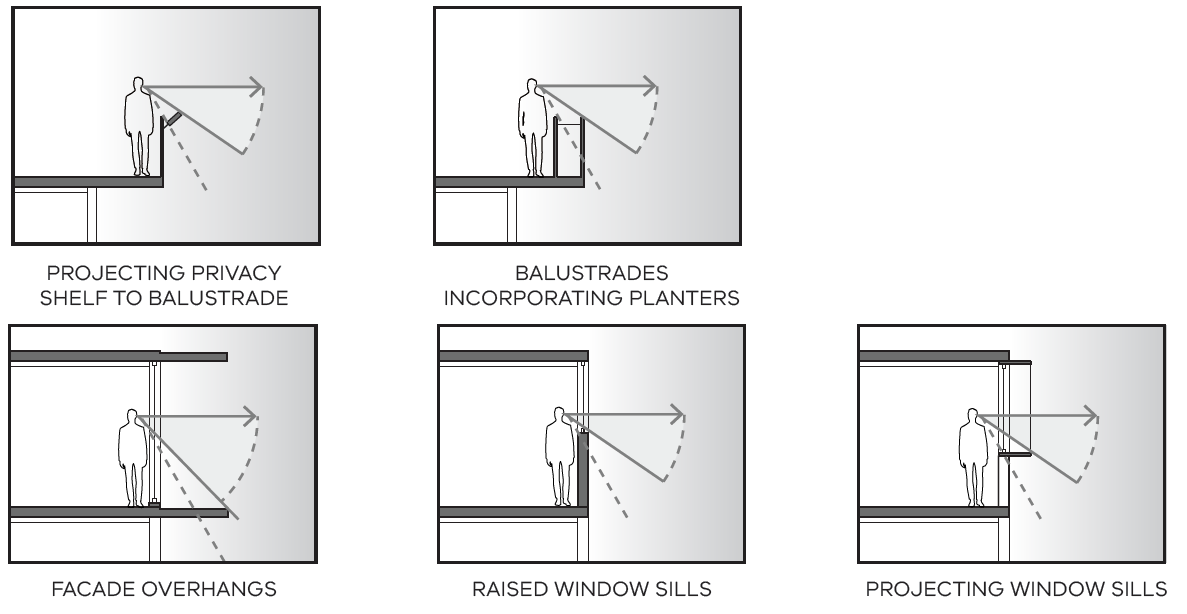 PROJECTING PRIVACY
SHELF TO BALUSTRADE
BALUSTRADES
INCORPORATING PLANTERS
FACADE OVERHANGS
RAISED WINDOW SILLS
PROJECTING WINDOW SILLS